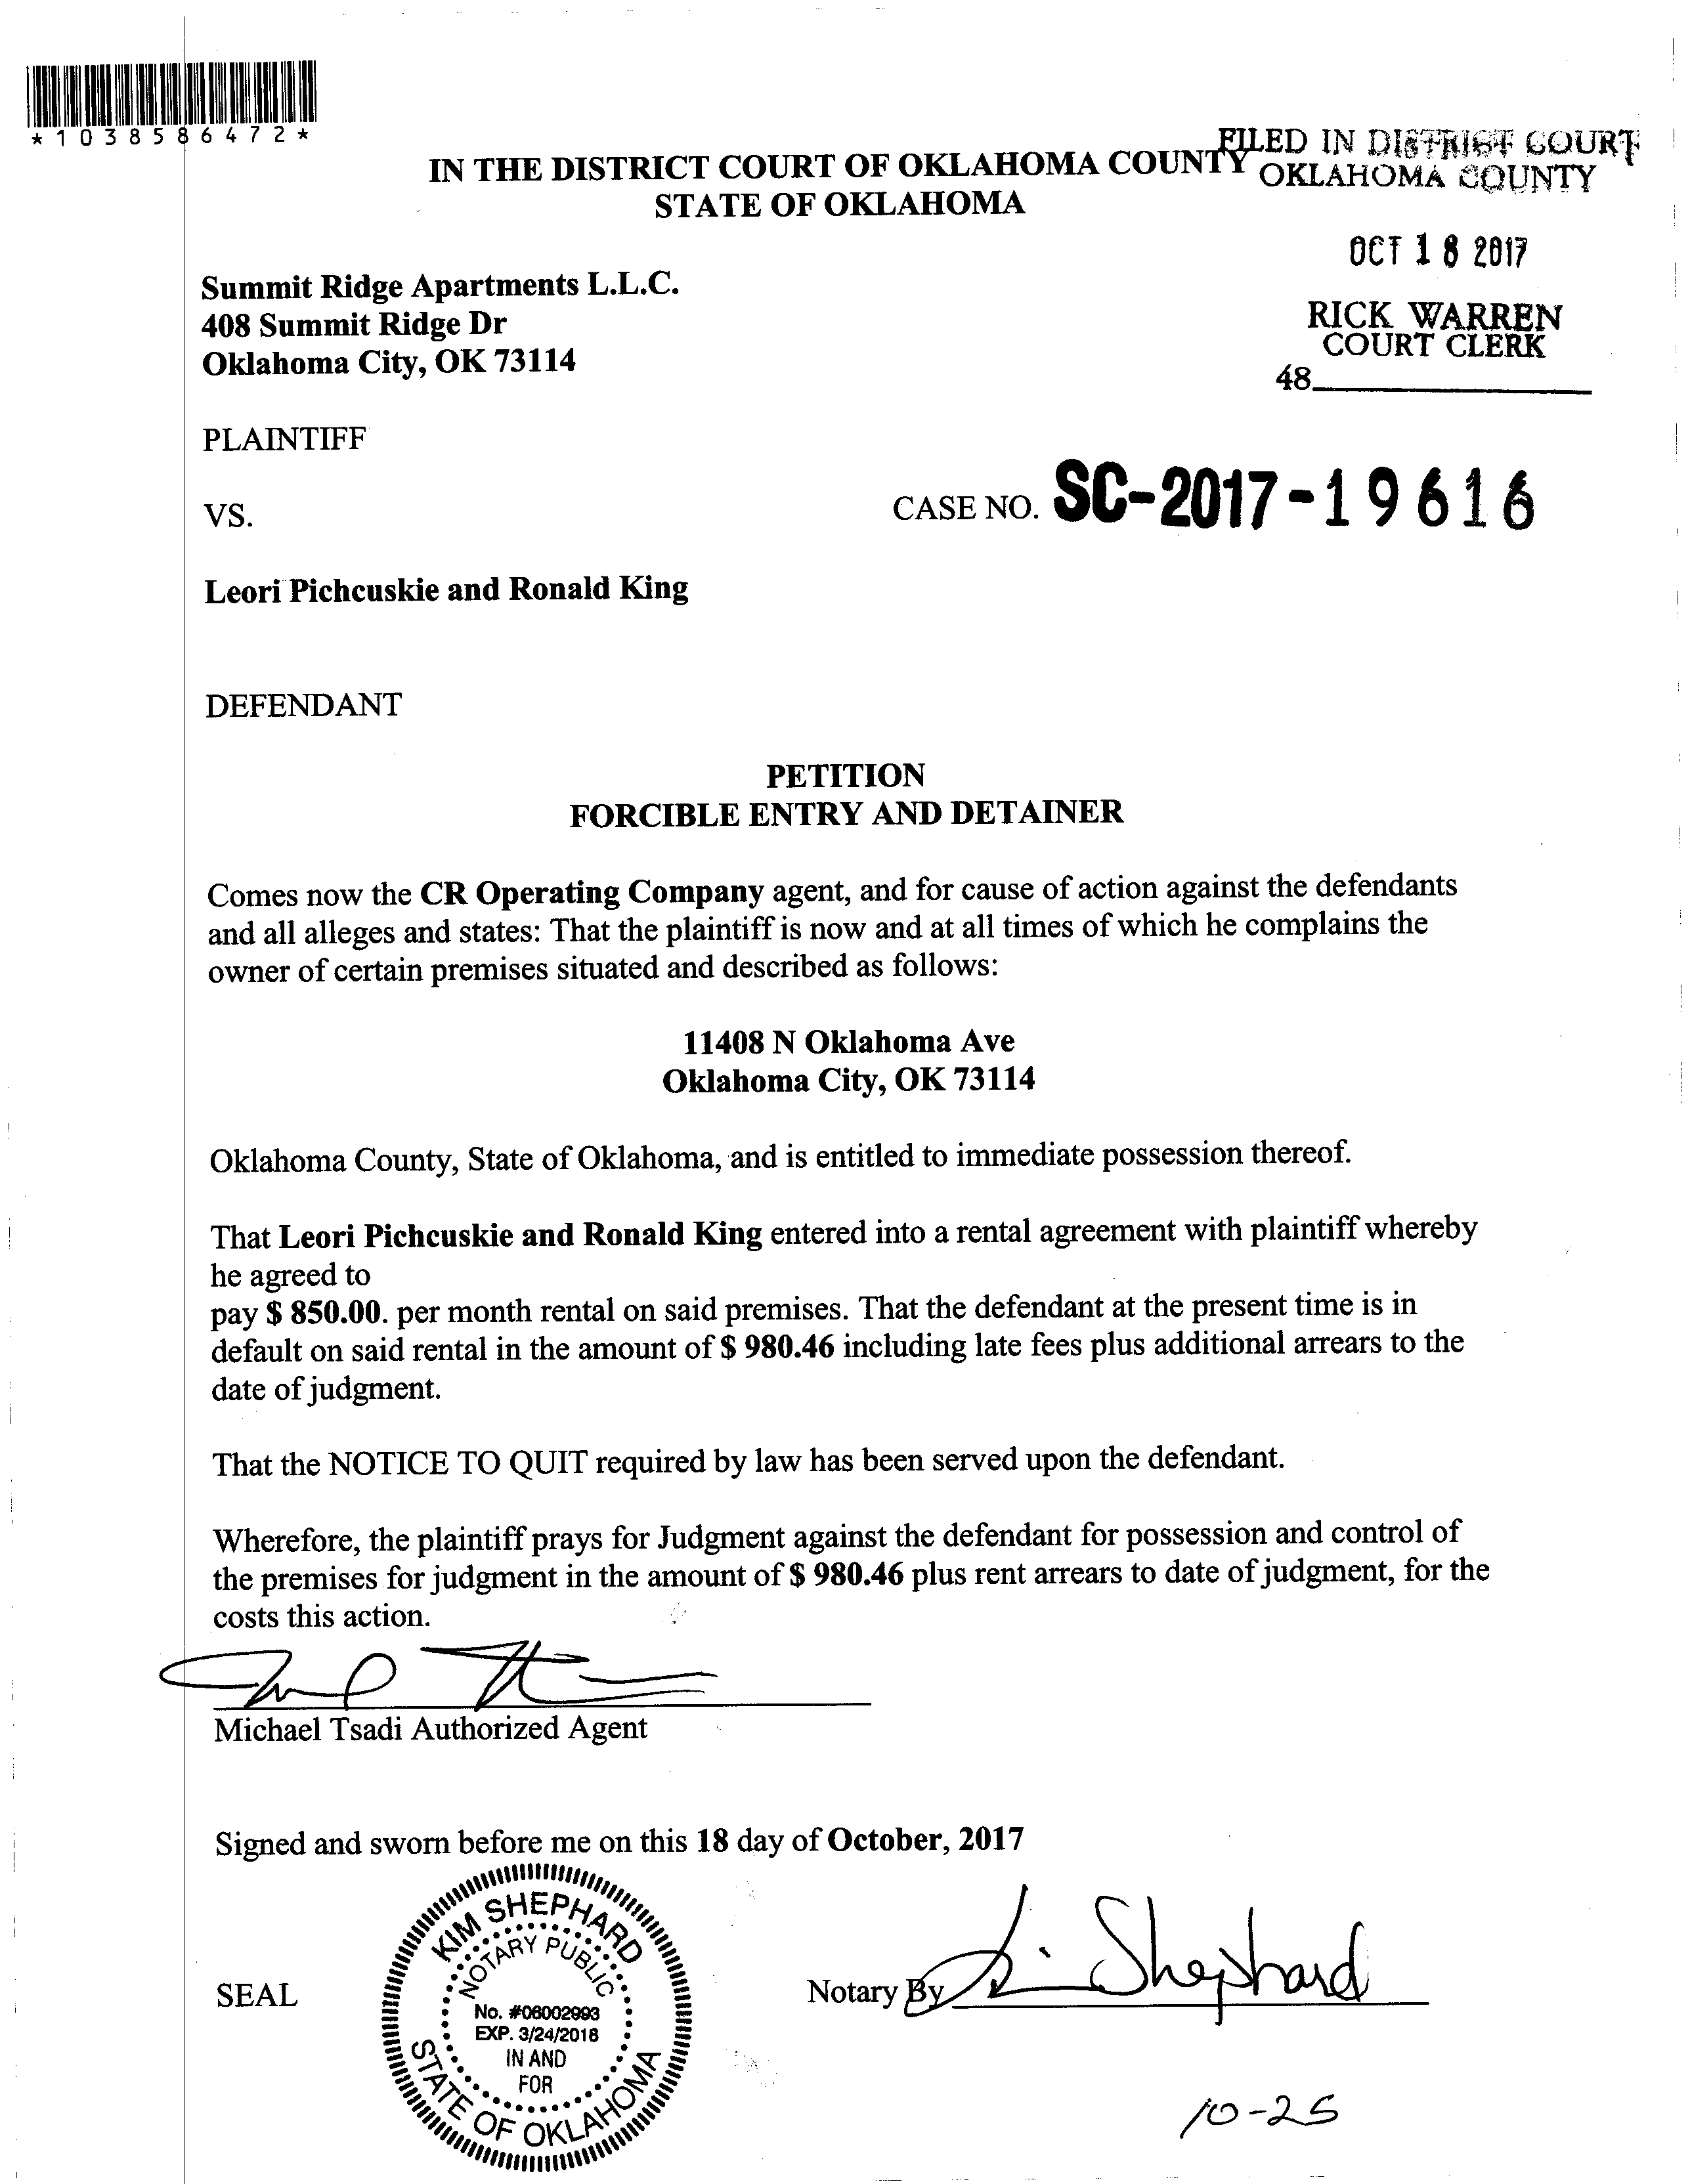 *1038586472*
IN THE DISTRICT COURT OF OKLAHOMA COUNTY
STATE OF OKLAHOMA
FILED IN DISTRICT COURT
OKLAHOMA COUNTY
OCT 18 2017
RICK WARREN
COURT CLERK
48
Summit Ridge Apartments L.L.C.
408 Summit Ridge Dr
Oklahoma City, OK 73114
PLAINTIFF
VS.
CASE NO. SC-2017-19616
Leori Pichcuskie and Ronald King
DEFENDANT
PETITION
FORCIBLE ENTRY AND DETAINER
Comes now the CR Operating Company agent, and for cause of action against the defendants
and all alleges and states: That the plaintiff is now and at all times of which he complains the
owner of certain premises situated and described as follows:
11408 N Oklahoma Ave
Oklahoma City, OK 73114
Oklahoma County, State of Oklahoma, and is entitled to immediate possession thereof.
That Leori Pichcuskie and Ronald King entered into a rental agreement with plaintiff whereby
he agreed to
pay $ 850.00. per month rental on said premises. That the defendant at the present time is in
default on said rental in the amount of $ 980.46 including late fees plus additional arrears to the
date of judgment.
That the NOTICE TO QUIT required by law has been served upon the defendant.
Wherefore, the plaintiff prays for Judgment against the defendant for possession and control of
the premises for judgment in the amount of $ 980.46 plus rent arrears to date of judgment, for the
costs this action.
Michael Tsadi Authorized Agent
Signed and sworn before me on this 18 day of October, 2017
SEAL
KIM SHEPHARD
NOTARY PUBLIC
No. #06002993
EXP. 3/24/2018
IN AND
FOR
STATE OF OKLAHOMA
Notary By Kim Shephard
10-25